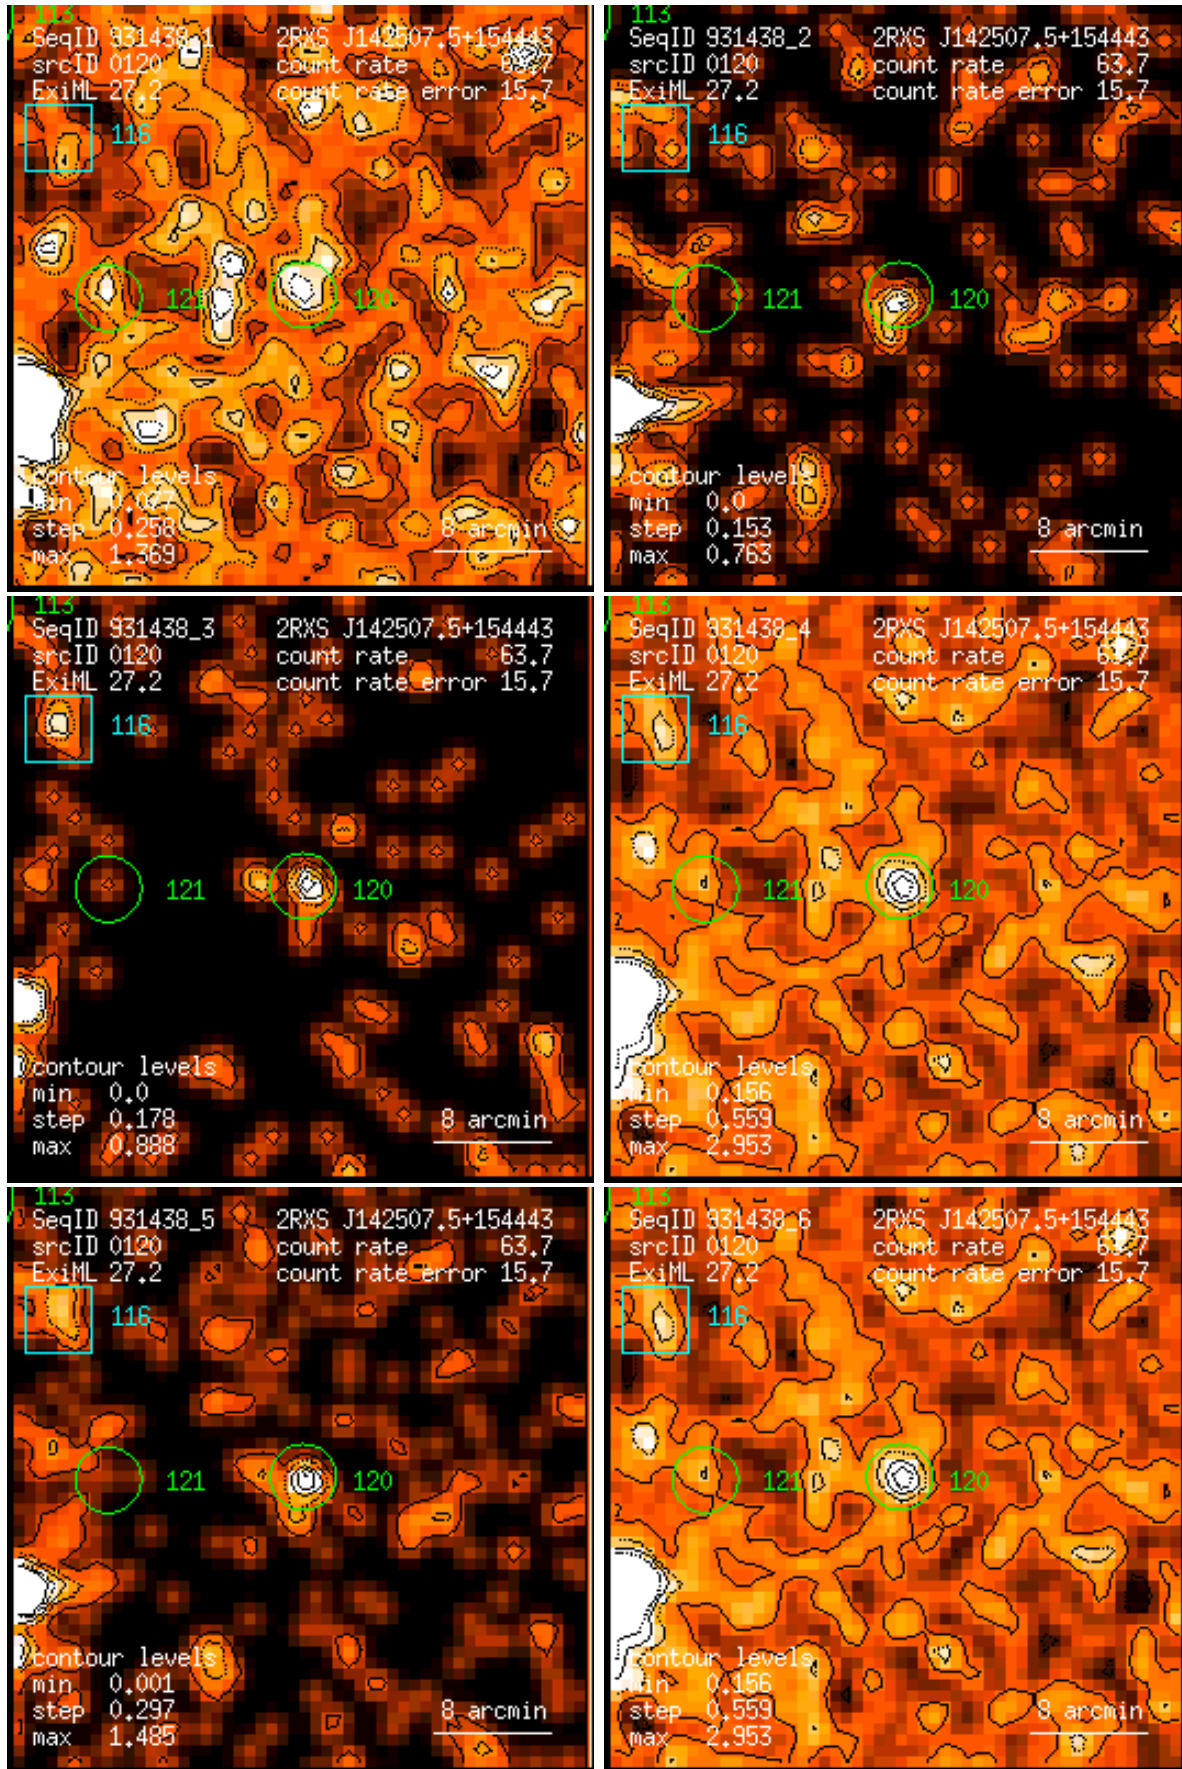 113
SeqID 931438_1 2RXS J142507.5+154443
srcID 0120 count rate 63.7
ExiML 27.2 count rate error 15.7
116
121 120
contour levels
min 0.077
step 0.258 8 arcmin
max 1.369
113
SeqID 931438_2 2RXS J142507.5+154443
srcID 0120 count rate 63.7
ExiML 27.2 count rate error 15.7
116
121 120
contour levels
min 0.0
step 0.153 8 arcmin
max 0.763
113
SeqID 931438_3 2RXS J142507.5+154443
srcID 0120 count rate 63.7
ExiML 27.2 count rate error 15.7
116
121 120
contour levels
min 0.0
step 0.178 8 arcmin
max 0.888
113
SeqID 931438_4 2RXS J142507.5+154443
srcID 0120 count rate 63.7
ExiML 27.2 count rate error 15.7
116
121 120
contour levels
min 0.156
step 0.559 8 arcmin
max 2.953
113
SeqID 931438_5 2RXS J142507.5+154443
srcID 0120 count rate 63.7
ExiML 27.2 count rate error 15.7
116
121 120
contour levels
min 0.001
step 0.297 8 arcmin
max 1.485
113
SeqID 931438_6 2RXS J142507.5+154443
srcID 0120 count rate 63.7
ExiML 27.2 count rate error 15.7
116
121 120
contour levels
min 0.156
step 0.559 8 arcmin
max 2.953